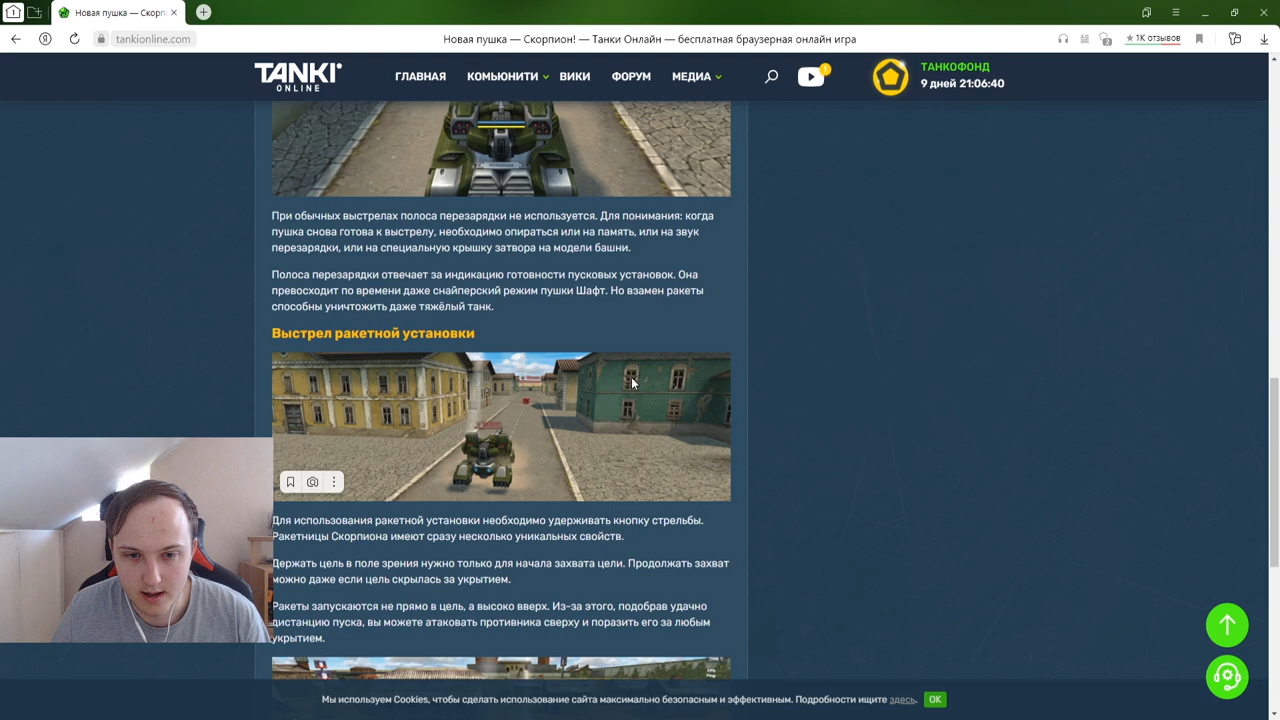 Новая пушка — Скорпи
tankionline.com
Новая пушка — Скорпион! — Танки Онлайн — бесплатная браузерная онлайн игра
★ 1K отзывов
TANKI
ONLINE
ГЛАВНАЯ
КОМЬЮНИТИ
ВИКИ
ФОРУМ
МЕДИА
ТАНКОФОНД
9 дней 21:06:40
При обычных выстрелах полоса перезарядки не используется. Для понимания: когда
пушка снова готова к выстрелу, необходимо опираться или на память, или на звук
перезарядки, или на специальную крышку затвора на модели башни.
Полоса перезарядки отвечает за индикацию готовности пусковых установок. Она
превосходит по времени даже снайперский режим пушки Шафт. Но взамен ракеты
способны уничтожить даже тяжёлый танк.
Выстрел ракетной установки
Для использования ракетной установки необходимо удерживать кнопку стрельбы.
Ракетницы Скорпиона имеют сразу несколько уникальных свойств.
Держать цель в поле зрения нужно только для начала захвата цели. Продолжать захват
можно даже если цель скрылась за укрытием.
Ракеты запускаются не прямо в цель, а высоко вверх. Из-за этого, подобрав удачно
дистанцию пуска, вы можете атаковать противника сверху и поразить его за любым
укрытием.
Мы используем Cookies, чтобы сделать использование сайта максимально безопасным и эффективным. Подробности ищите здесь.
OK